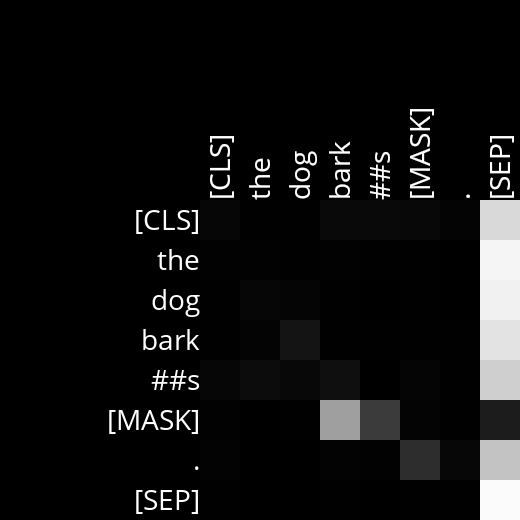 [CLS] the dog bark ##s [MASK] . [SEP]
[CLS]
the
dog
bark
##s
[MASK]
.
[SEP]